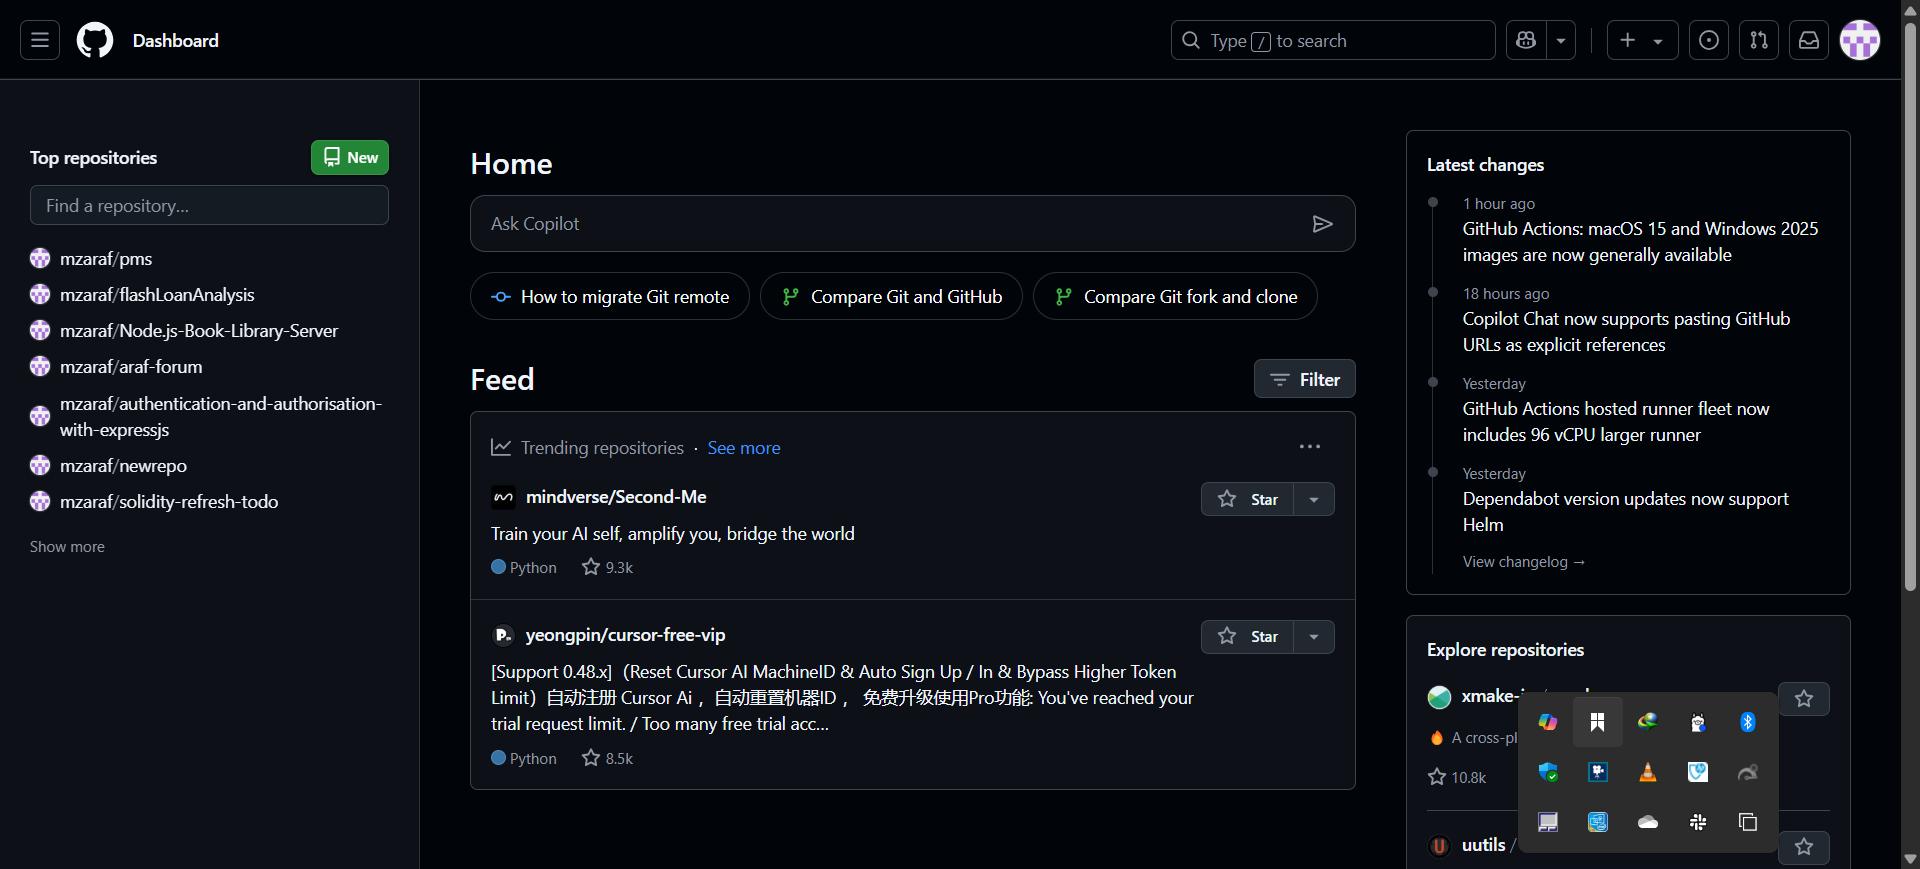 Dashboard
Type / to search
Top repositories
New
Find a repository...
mzaraf/pms
mzaraf/flashLoanAnalysis
mzaraf/Node.js-Book-Library-Server
mzaraf/araf-forum
mzaraf/authentication-and-authorisation-
with-expressjs
mzaraf/newrepo
mzaraf/solidity-refresh-todo
Show more
Home
Ask Copilot
How to migrate Git remote
Compare Git and GitHub
Compare Git fork and clone
Feed
Filter
Trending repositories · See more
mindverse/Second-Me
Star
Train your AI self, amplify you, bridge the world
Python
9.3k
yeongpin/cursor-free-vip
Star
[Support 0.48.x]（Reset Cursor AI MachineID & Auto Sign Up / In & Bypass Higher Token
Limit）自动注册 Cursor Ai ，自动重置机器ID ， 免费升级使用Pro功能: You've reached your
trial request limit. / Too many free trial acc...
Python
8.5k
Latest changes
1 hour ago
GitHub Actions: macOS 15 and Windows 2025
images are now generally available
18 hours ago
Copilot Chat now supports pasting GitHub
URLs as explicit references
Yesterday
GitHub Actions hosted runner fleet now
includes 96 vCPU larger runner
Yesterday
Dependabot version updates now support
Helm
View changelog →
Explore repositories
xmake-
A cross-pl
10.8k
uutils /